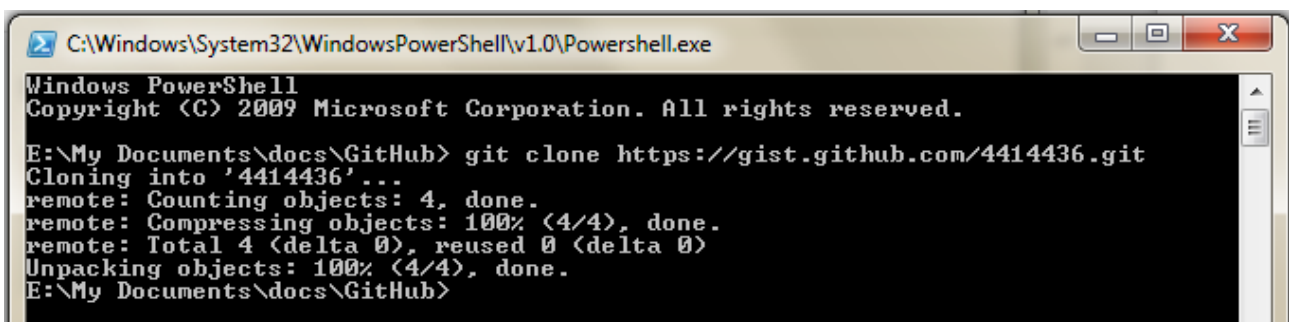 C:\Windows\System32\WindowsPowerShell\v1.0\Powershell.exe
Windows PowerShell
Copyright (C) 2009 Microsoft Corporation. All rights reserved.
E:\My Documents\docs\GitHub> git clone https://gist.github.com/4414436.git
Cloning into '4414436'...
remote: Counting objects: 4, done.
remote: Compressing objects: 100% (4/4), done.
remote: Total 4 (delta 0), reused 0 (delta 0)
Unpacking objects: 100% (4/4), done.
E:\My Documents\docs\GitHub>